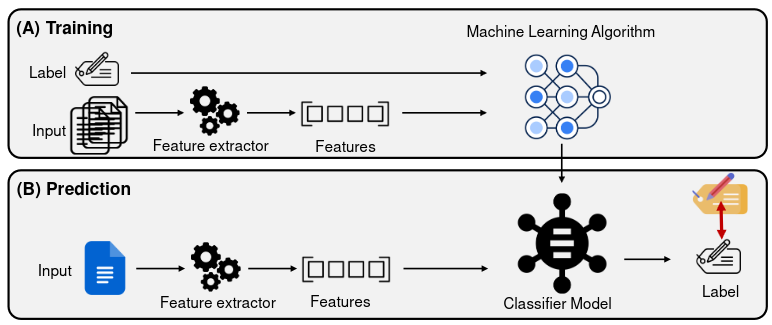 (A) Training
Machine Learning Algorithm
Label
Input
Feature extractor
Features
(B) Prediction
Input
Feature extractor
Features
Classifier Model
Label